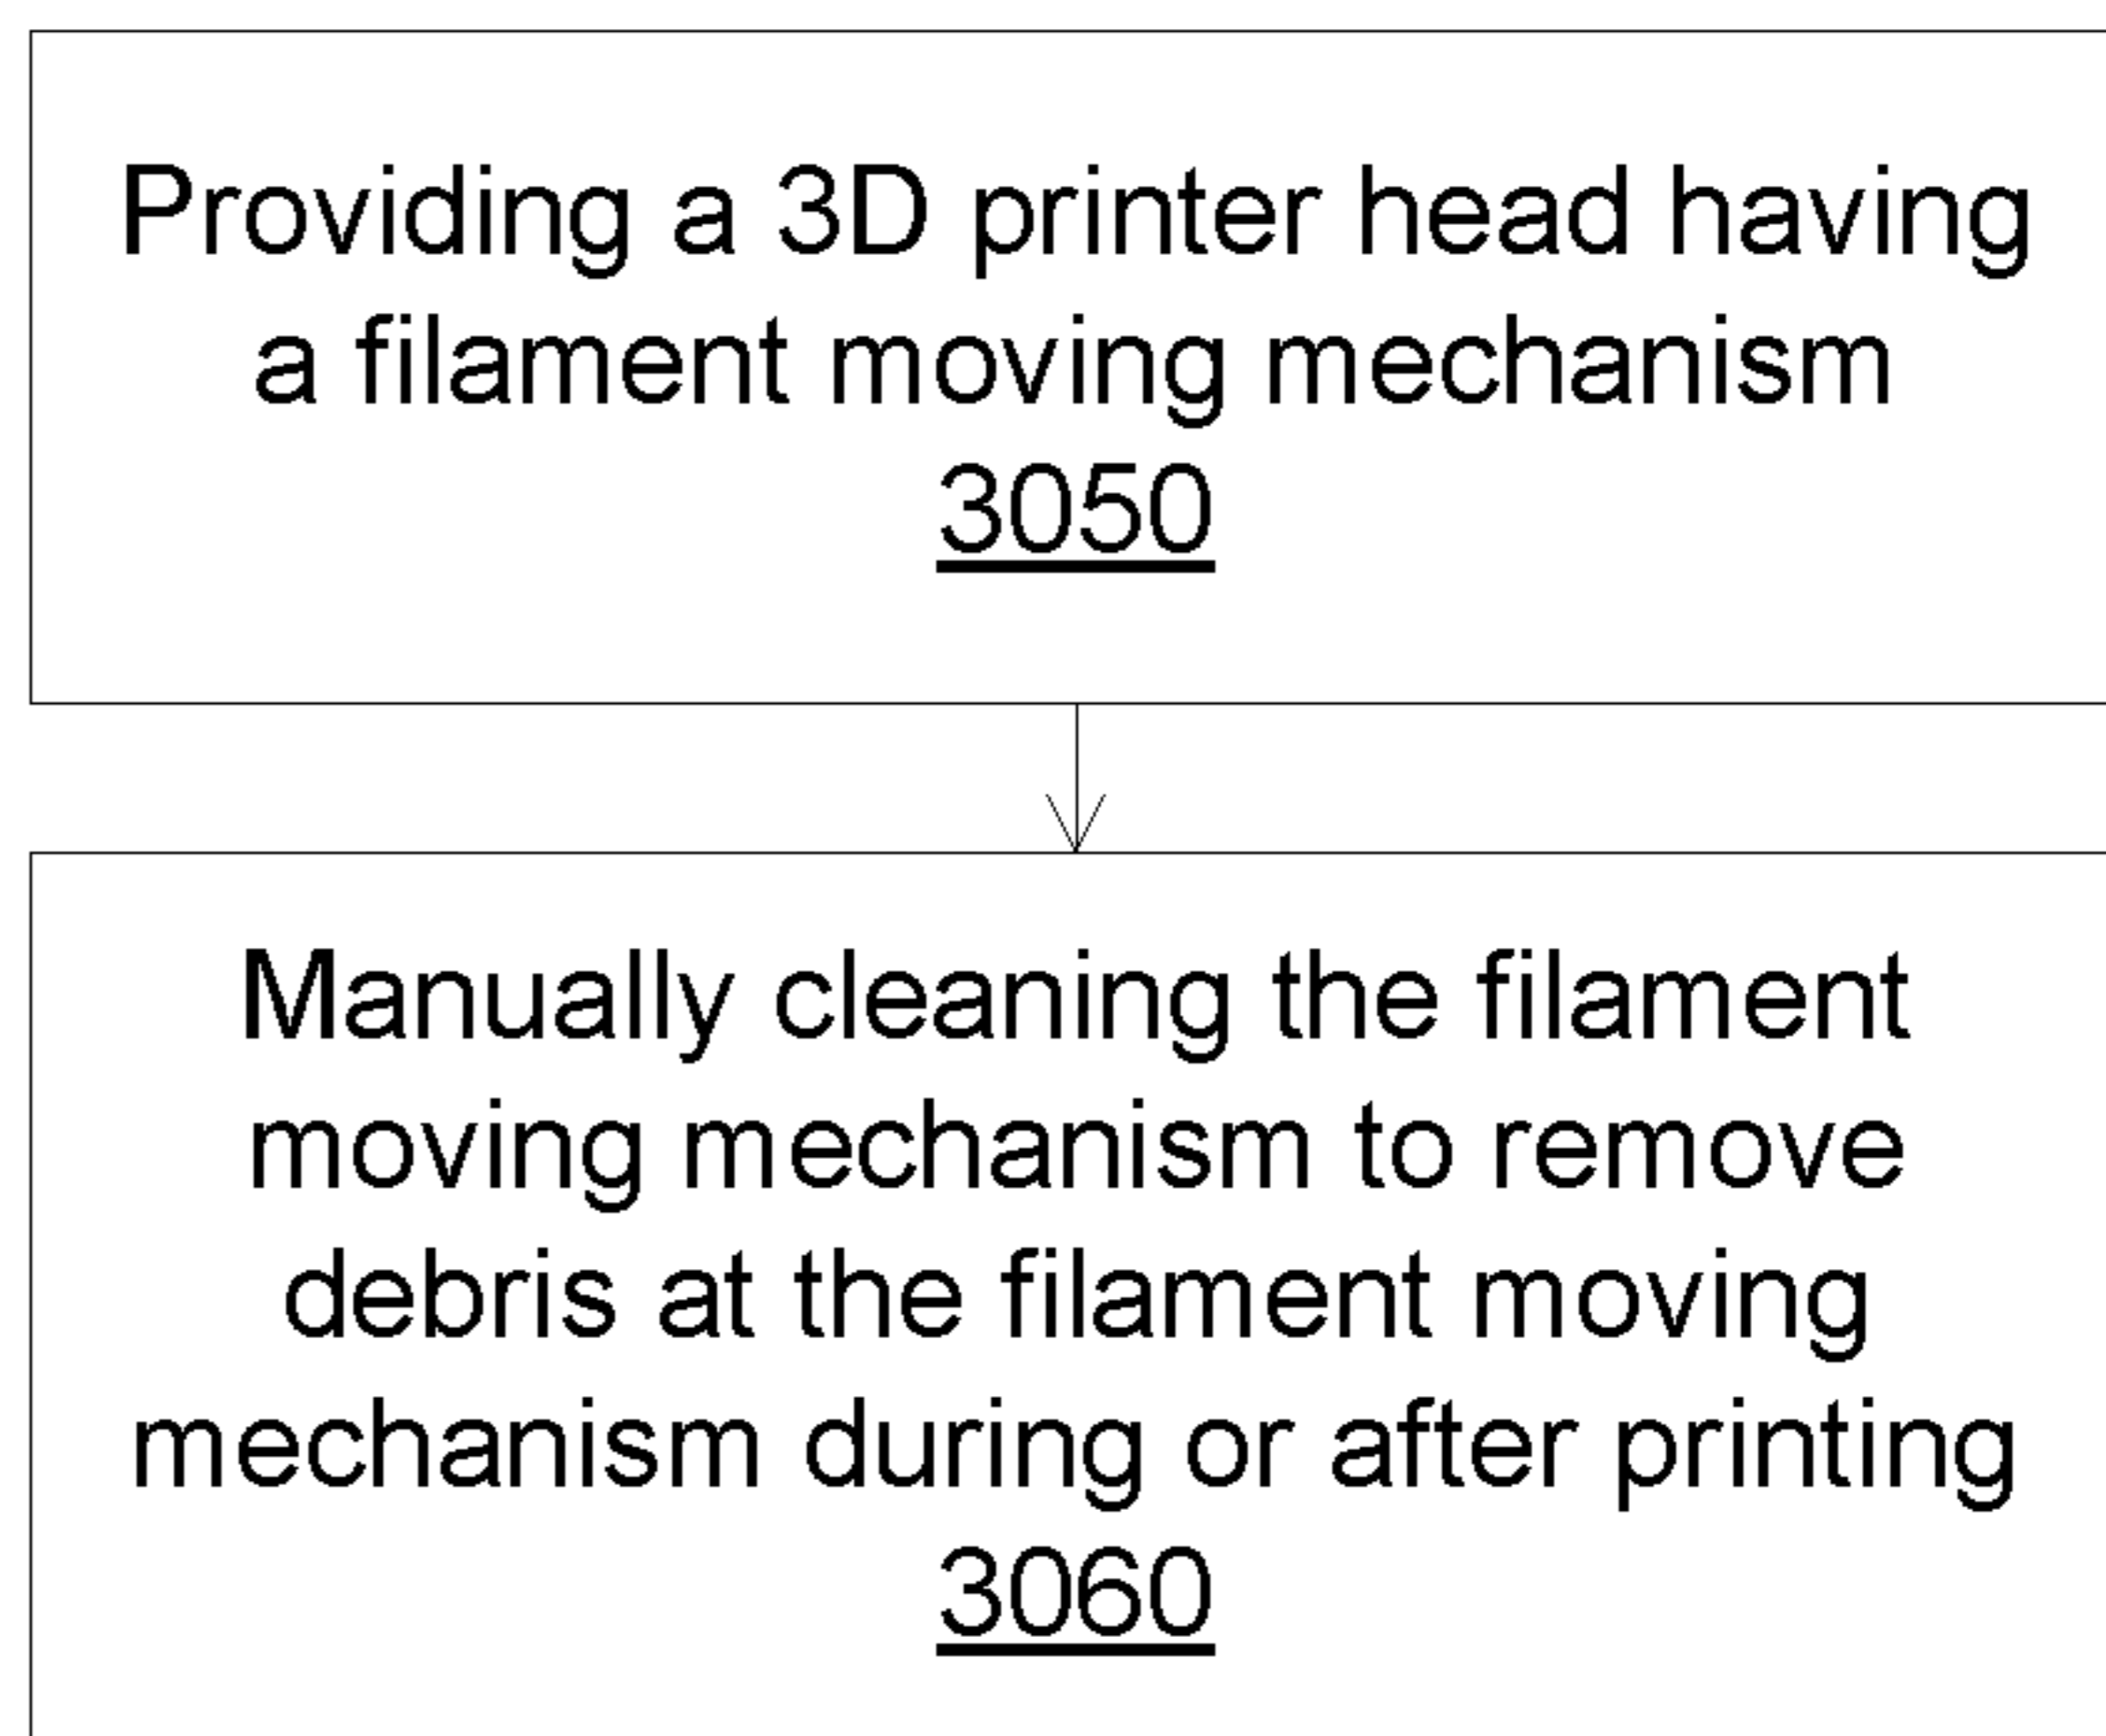 Providing a 3D printer head having
a filament moving mechanism
3050
Manually cleaning the filament
moving mechanism to remove
debris at the filament moving
mechanism during or after printing
3060